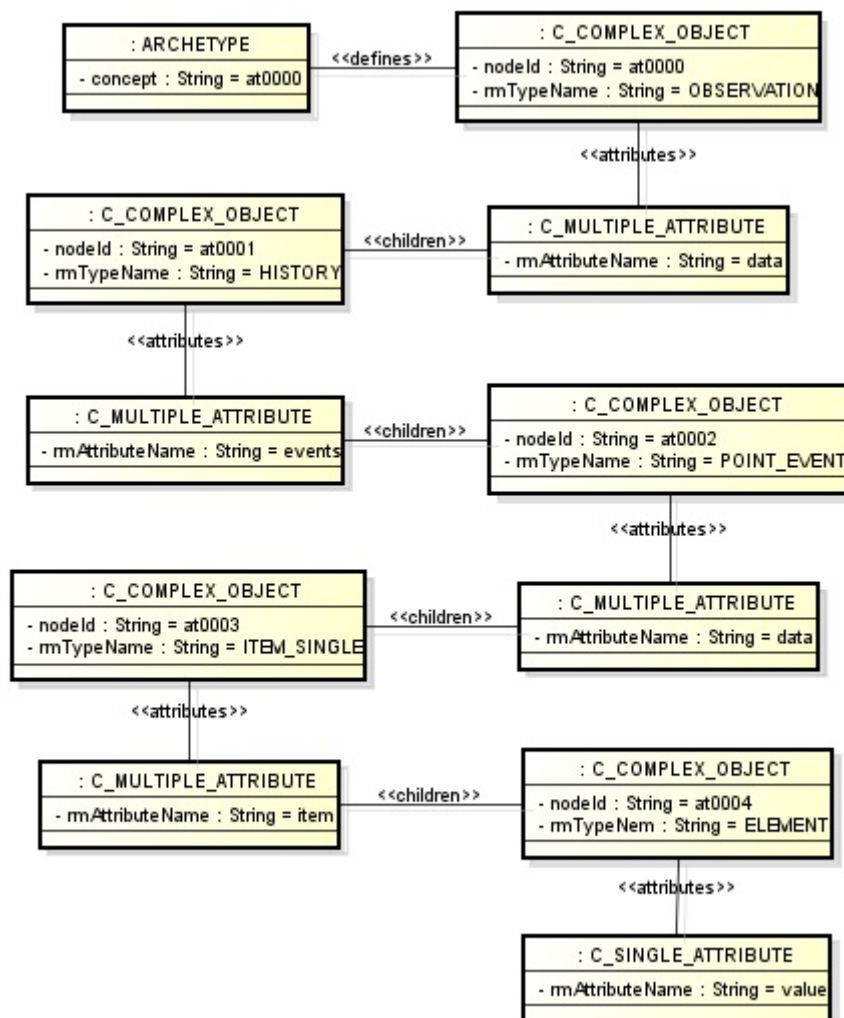 : ARCHETYPE
- concept : String = at0000
<<defines>>
: C_COMPLEX_OBJECT
- nodeId : String = at0000
- rmTypeName : String = OBSERVATION
<<attributes>>
: C_COMPLEX_OBJECT
- nodeId : String = at0001
- rmTypeName : String = HISTORY
<<children>>
: C_MULTIPLE_ATTRIBUTE
- rmAttributeName : String = data
<<attributes>>
: C_MULTIPLE_ATTRIBUTE
- rmAttributeName : String = events
<<children>>
: C_COMPLEX_OBJECT
- nodeId : String = at0002
- rmTypeName : String = POINT_EVENT
<<attributes>>
: C_COMPLEX_OBJECT
- nodeId : String = at0003
- rmTypeName : String = ITEM_SINGLE
<<children>>
: C_MULTIPLE_ATTRIBUTE
- rmAttributeName : String = data
<<attributes>>
: C_MULTIPLE_ATTRIBUTE
- rmAttributeName : String = item
<<children>>
: C_COMPLEX_OBJECT
- nodeId : String = at0004
- rmTypeNem : String = ELEMENT
<<attributes>>
: C_SINGLE_ATTRIBUTE
- rmAttributeName : String = value